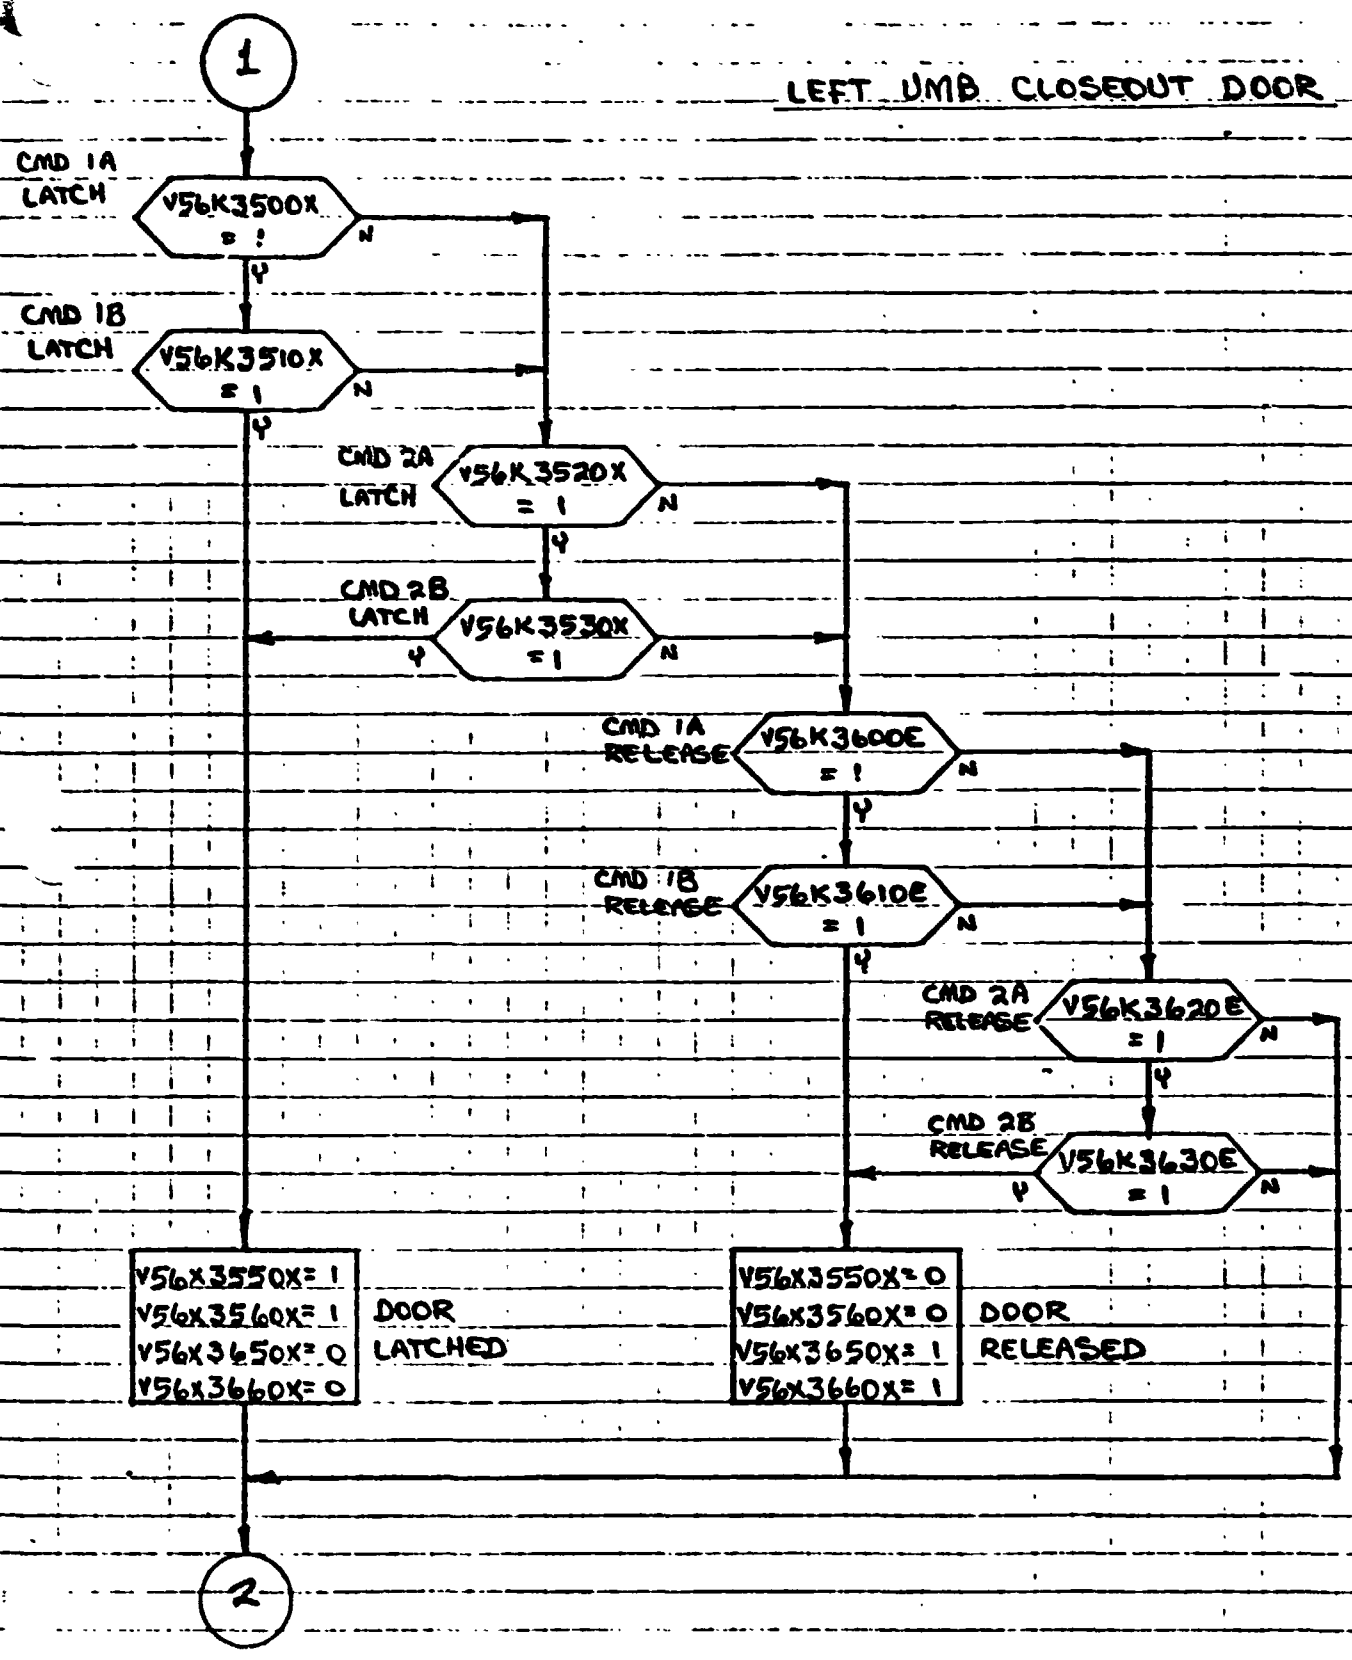 1
LEFT UMB CLOSEOUT DOOR
CMD 1A
LATCH
V56K3500X
= 1
N
Y
CMD 1B
LATCH
V56K3510X
= 1
N
Y
CMD 2A
LATCH
V56K3520X
= 1
N
Y
CMD 2B
LATCH
V56K3530X
= 1
Y
N
CMD 1A
RELEASE
V56K3600E
= 1
N
Y
CMD 1B
RELEASE
V56K3610E
= 1
N
Y
CMD 2A
RELEASE
V56K3620E
= 1
N
Y
CMD 2B
RELEASE
V56K3630E
= 1
Y
N
V56X3550X= 1
V56X3560X= 1
V56X3650X= 0
V56X3660X= 0
DOOR
LATCHED
V56X3550X= 0
V56X3560X= 0
V56X3650X= 1
V56X3660X= 1
DOOR
RELEASED
2